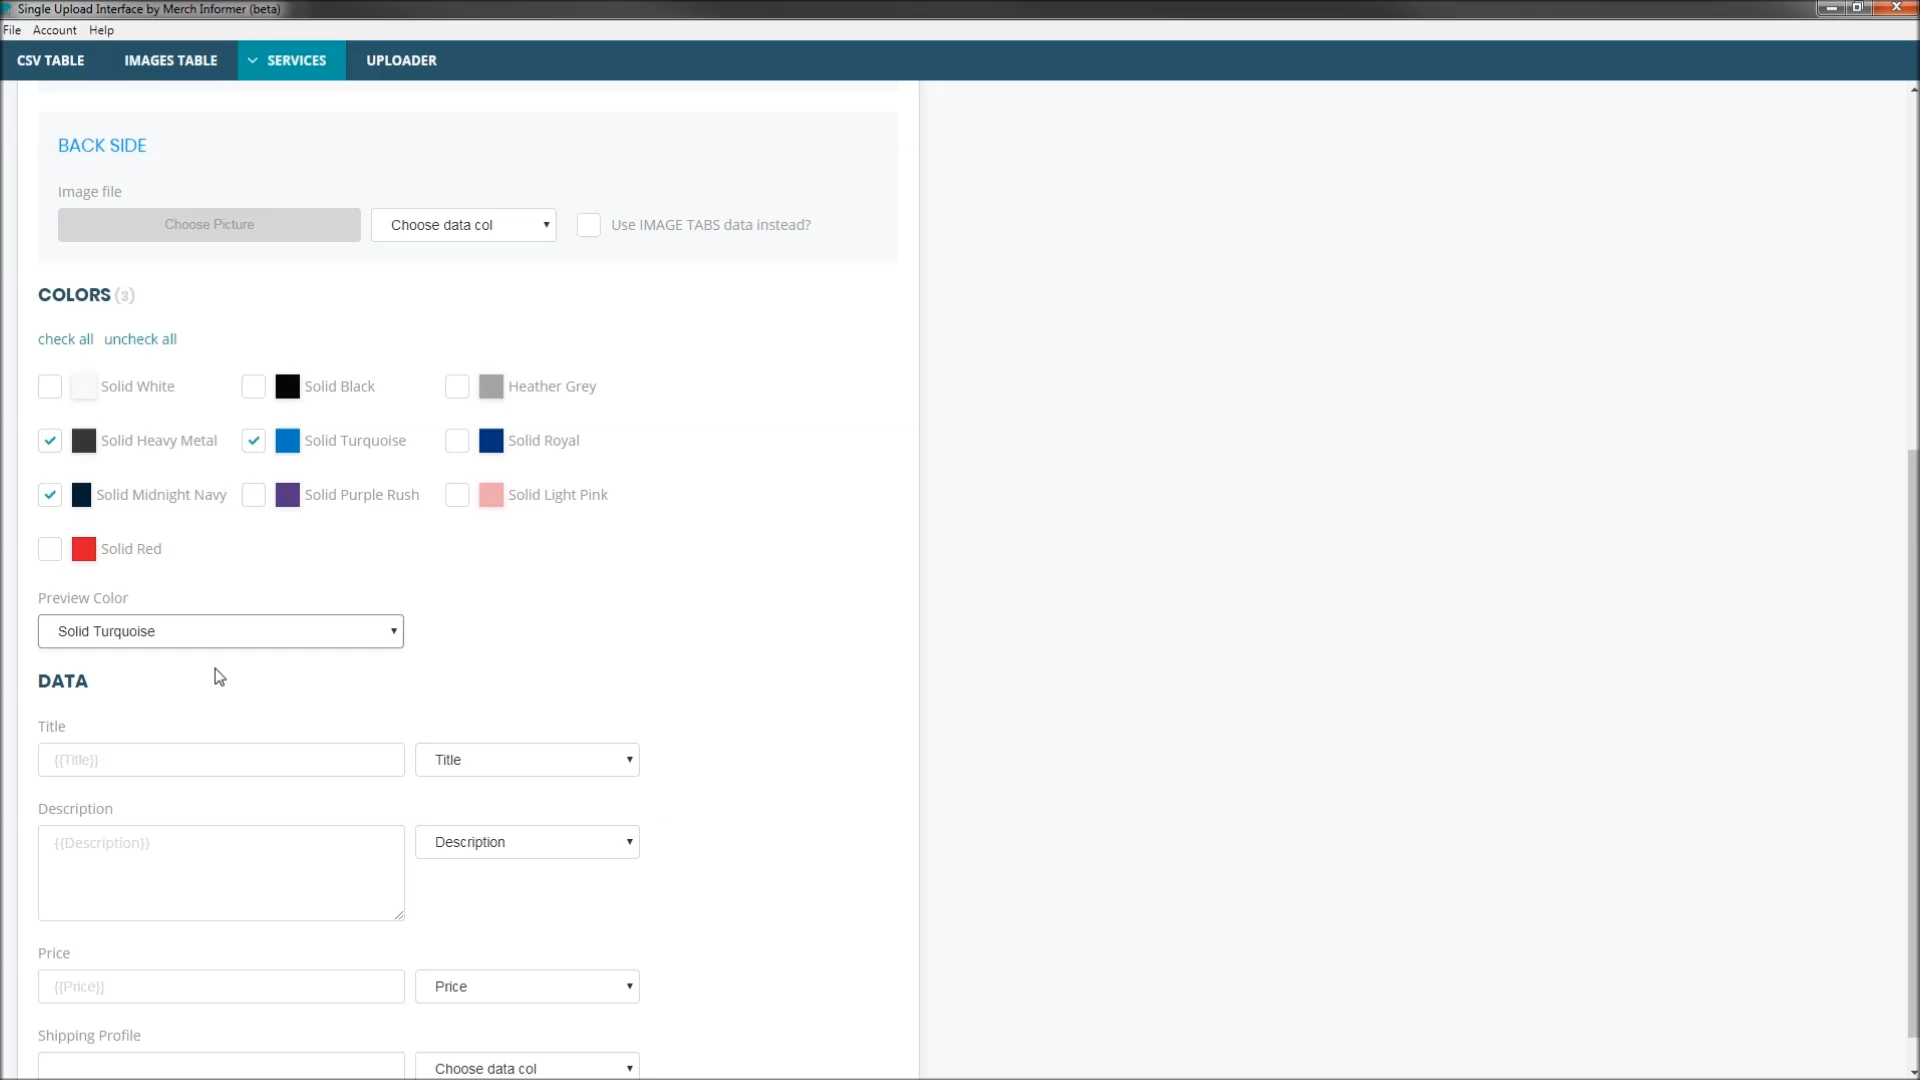 Single Upload Interface by Merch Informer (beta)
File Account Help
CSV TABLE IMAGES TABLE SERVICES UPLOADER
BACK SIDE
Image file
Choose Picture Choose data col Use IMAGE TABS data instead?
COLORS (3)
check all uncheck all
Solid White Solid Black Heather Grey
Solid Heavy Metal Solid Turquoise Solid Royal
Solid Midnight Navy Solid Purple Rush Solid Light Pink
Solid Red
Preview Color
Solid Turquoise
DATA
Title
{{Title}} Title
Description
{{Description}} Description
Price
{{Price}} Price
Shipping Profile
Choose data col